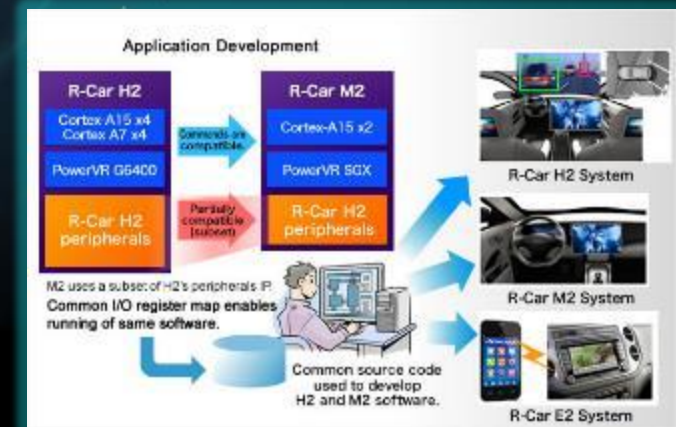 Application Development
R-Car H2
Cortex-A15 x4
Cortex A7 x4
PowerVR G6400
R-Car H2
peripherals
Commands are
compatible.
Partially
compatible
(subset)
R-Car M2
Cortex-A15 x2
PowerVR SGX
R-Car H2
peripherals
M2 uses a subset of H2's peripherals IP.
Common I/O register map enables
running of same software.
Common source code
used to develop
H2 and M2 software.
R-Car H2 System
R-Car M2 System
R-Car E2 System